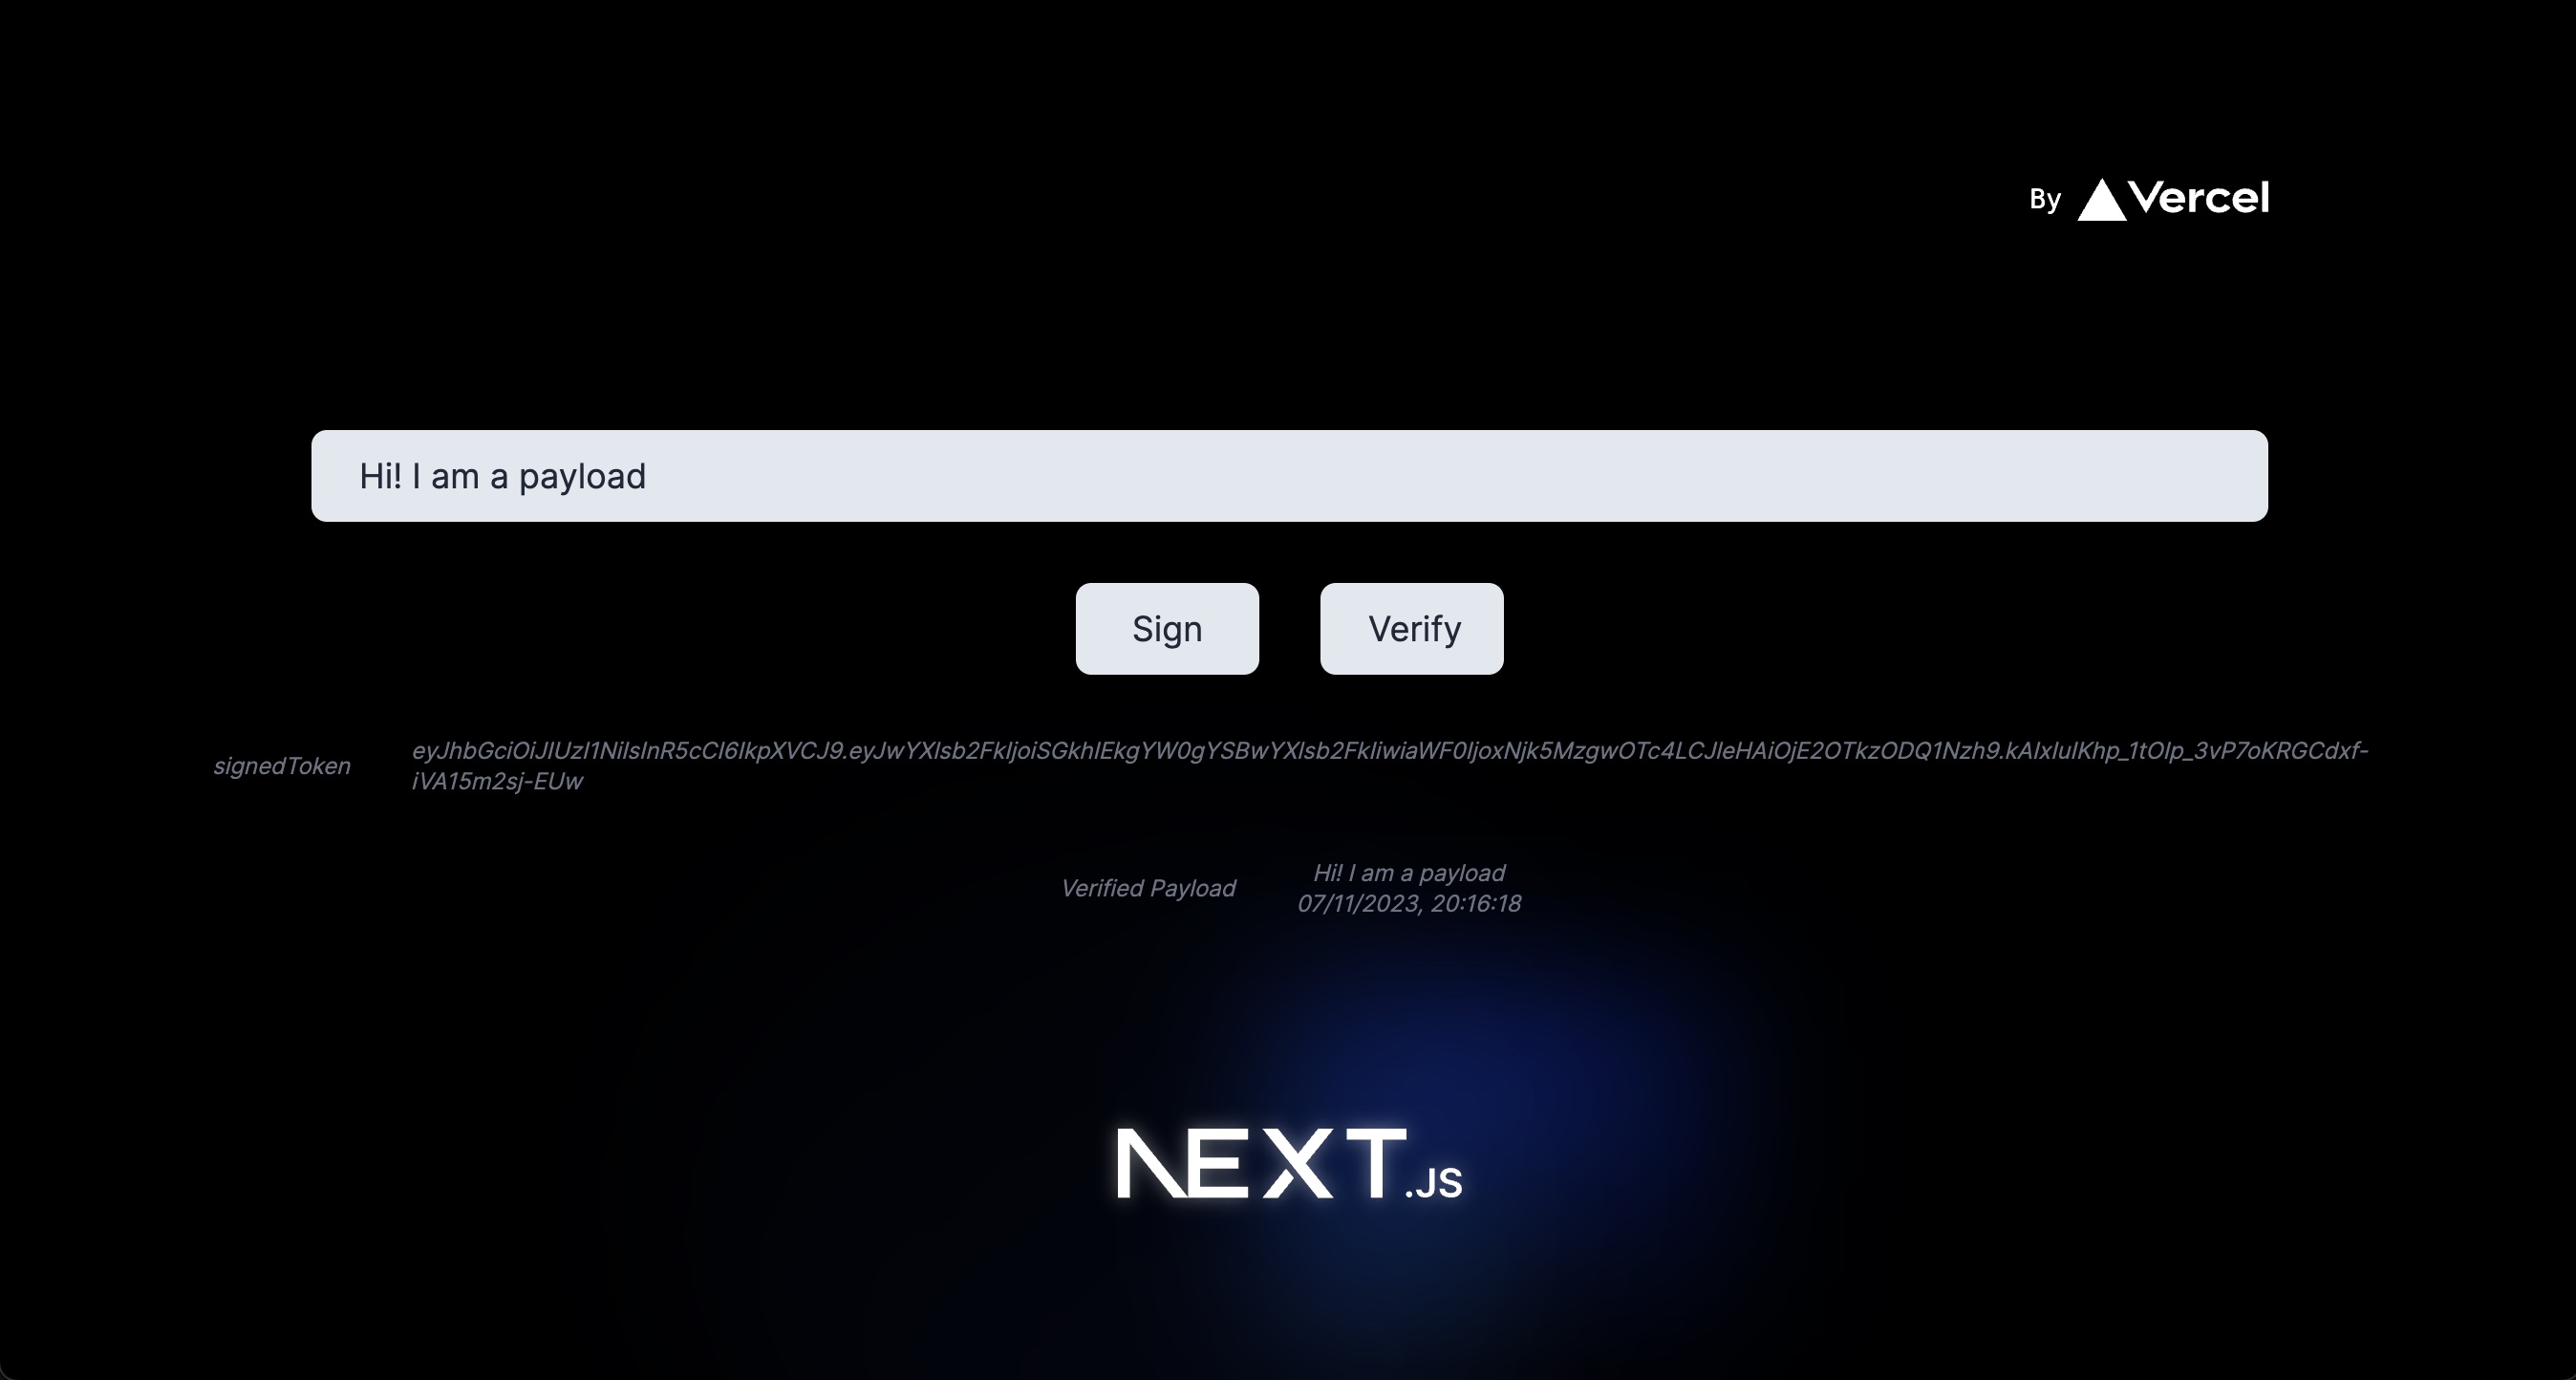 By Vercel
Hi! I am a payload
Sign Verify
signedToken
eyJhbGciOiJIUzI1NiIsInR5cCI6IkpXVCJ9.eyJwYXlsb2FkIjoiSGkhIEkgYW0gYSBwYXlsb2FkIiwiaWF0IjoxNjk5MzgwOTc4LCJleHAiOjE2OTkzODQ1Nzh9.kAIxIuIKhp_1tOIp_3vP7oKRGCdxf-
iVA15m2sj-EUw
Verified Payload
Hi! I am a payload
07/11/2023, 20:16:18
NEXT.JS